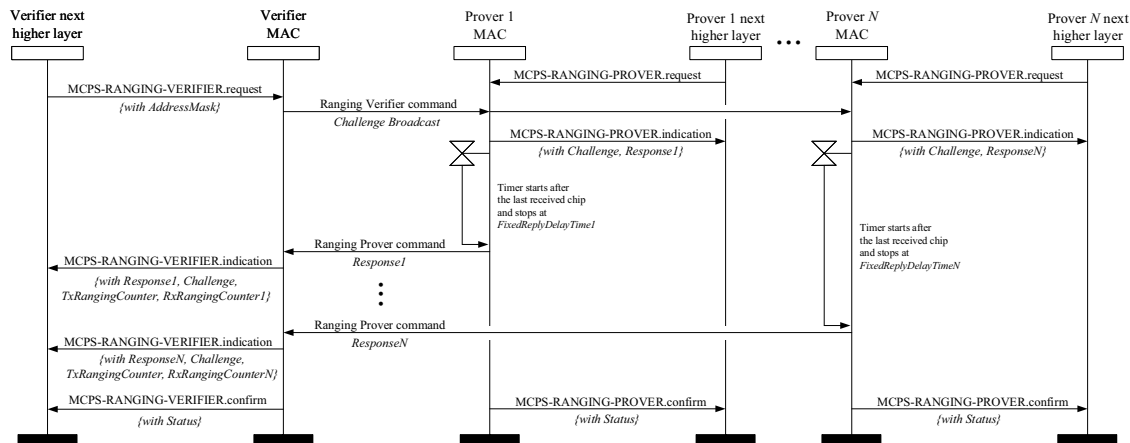 Verifier next
higher layer
Verifier
MAC
Prover 1
MAC
Prover 1 next
higher layer
Prover N
MAC
Prover N next
higher layer
MCPS-RANGING-PROVER.request
MCPS-RANGING-PROVER.request
MCPS-RANGING-VERIFIER.request
{with AddressMask}
Ranging Verifier command
Challenge Broadcast
MCPS-RANGING-PROVER.indication
{with Challenge, Response1}
MCPS-RANGING-PROVER.indication
{with Challenge, ResponseN}
Timer starts after
the last received chip
and stops at
FixedReplyDelayTime1
Timer starts after
the last received chip
and stops at
FixedReplyDelayTimeN
Ranging Prover command
Response1
MCPS-RANGING-VERIFIER.indication
{with Response1, Challenge,
TxRangingCounter, RxRangingCounter1}
Ranging Prover command
ResponseN
MCPS-RANGING-VERIFIER.indication
{with ResponseN, Challenge,
TxRangingCounter, RxRangingCounterN}
MCPS-RANGING-VERIFIER.confirm
{with Status}
MCPS-RANGING-PROVER.confirm
{with Status}
MCPS-RANGING-PROVER.confirm
{with Status}